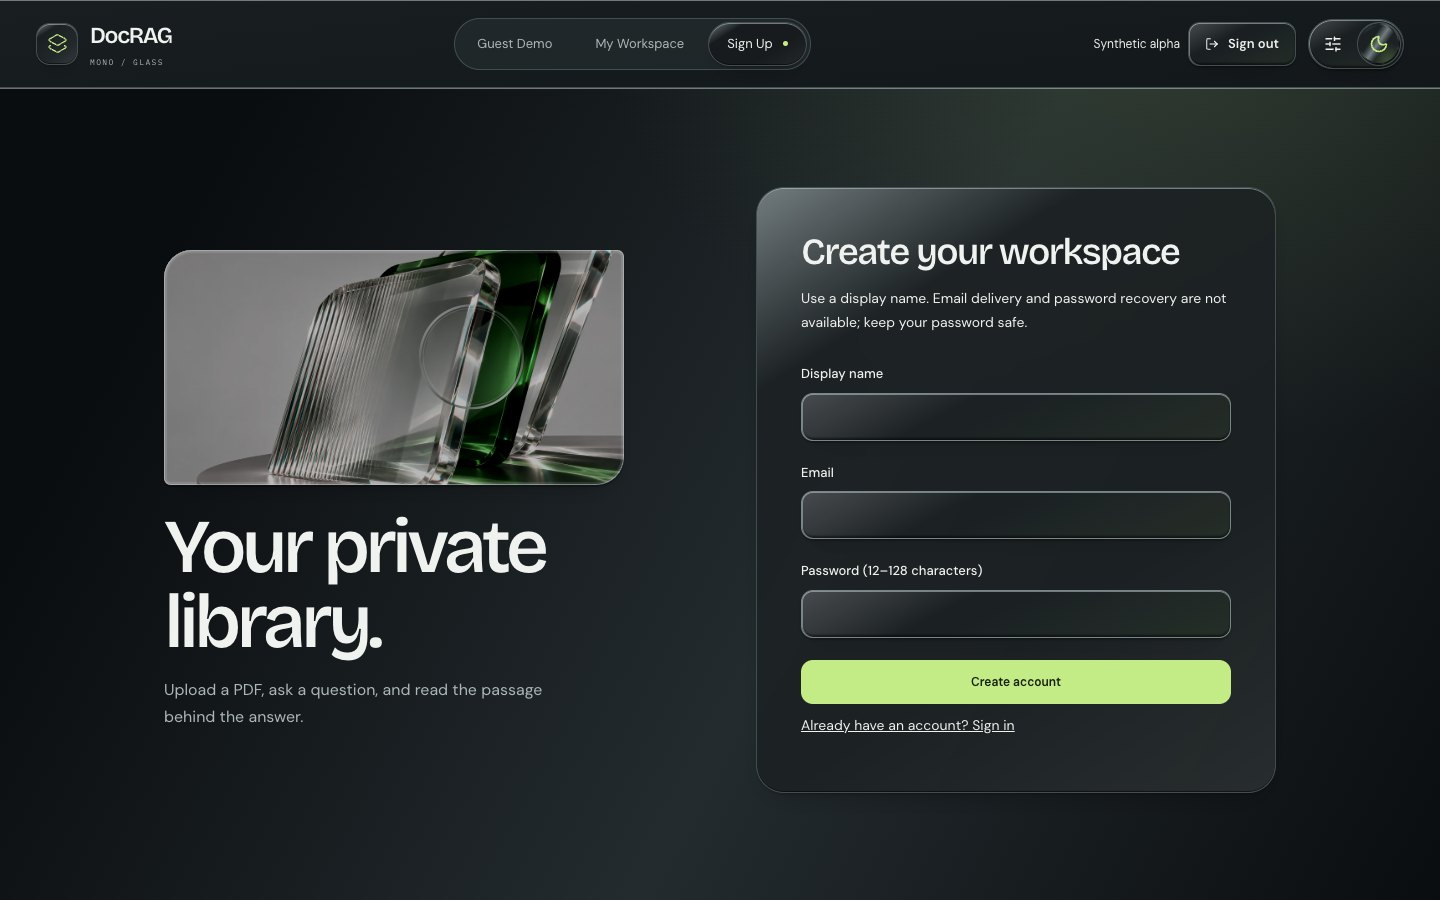 DocRAG
MONO / GLASS
Guest Demo
My Workspace
Sign Up
Synthetic alpha
Sign out
Your private
library.
Upload a PDF, ask a question, and read the passage
behind the answer.
Create your workspace
Use a display name. Email delivery and password recovery are not
available; keep your password safe.
Display name
Email
Password (12–128 characters)
Create account
Already have an account? Sign in